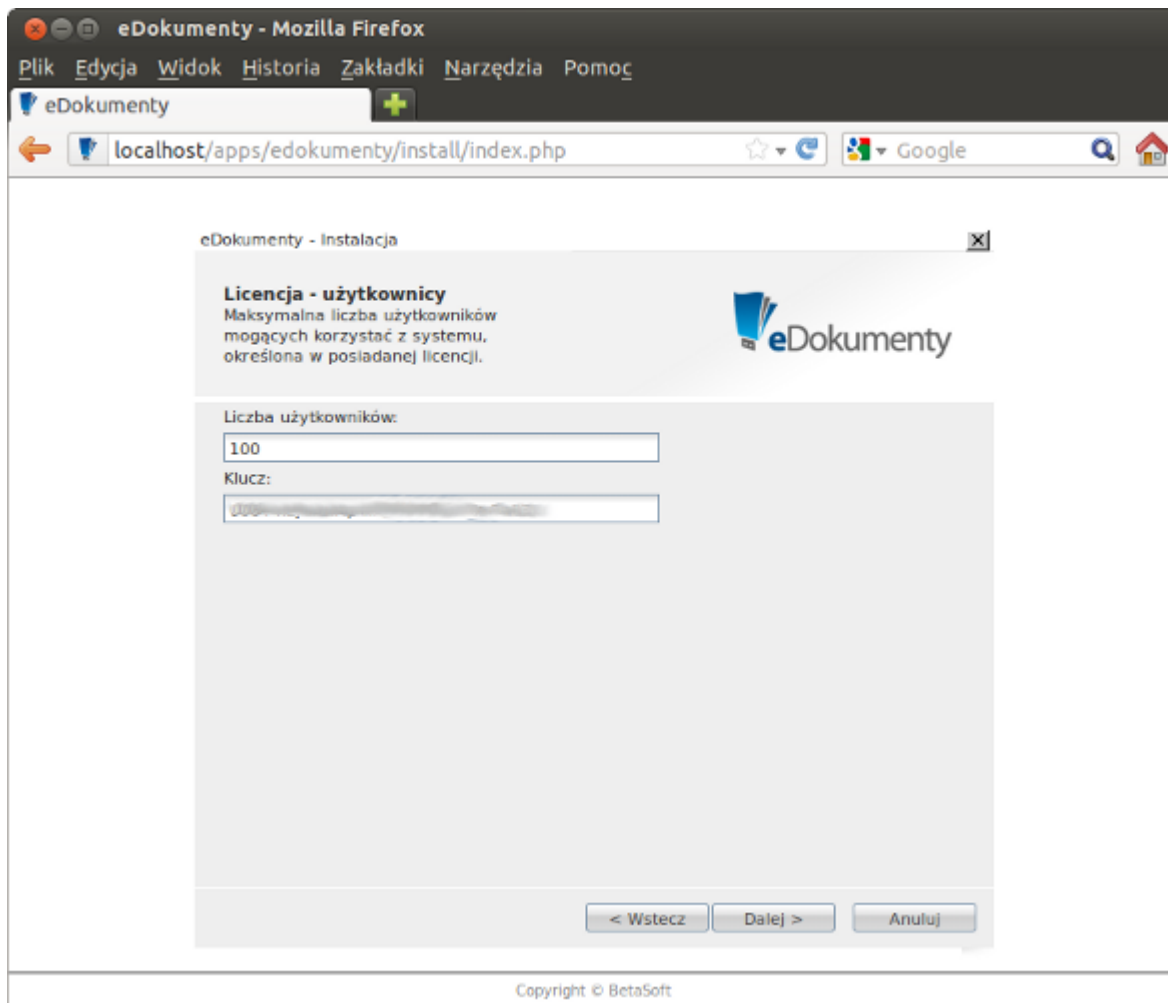 eDokumenty - Mozilla Firefox
Plik Edycja Widok Historia Zakładki Narzędzia Pomoc
eDokumenty
localhost/apps/edokumenty/install/index.php Google
eDokumenty - Instalacja
Licencja - użytkownicy
Maksymalna liczba użytkowników
mogących korzystać z systemu,
określona w posiadanej licencji.
eDokumenty
Liczba użytkowników:
100
Klucz:
< Wstecz Dalej > Anuluj
Copyright © BetaSoft